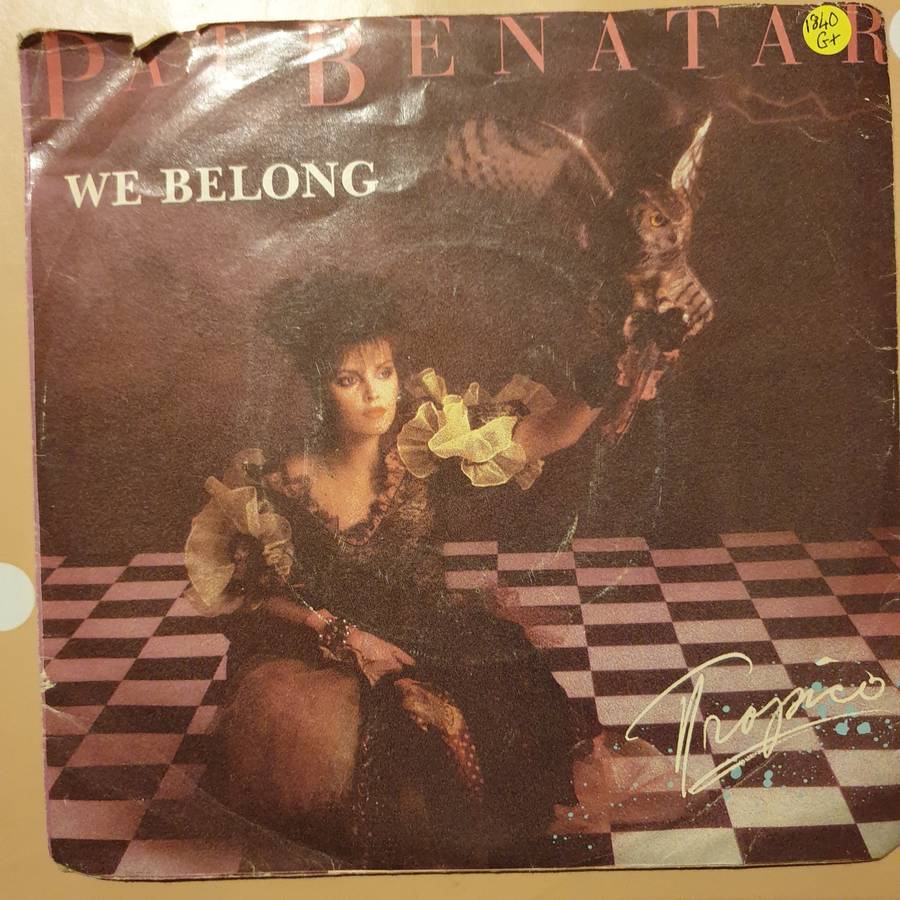 PAT BENATAR
1840
G+
WE BELONG
Tropico